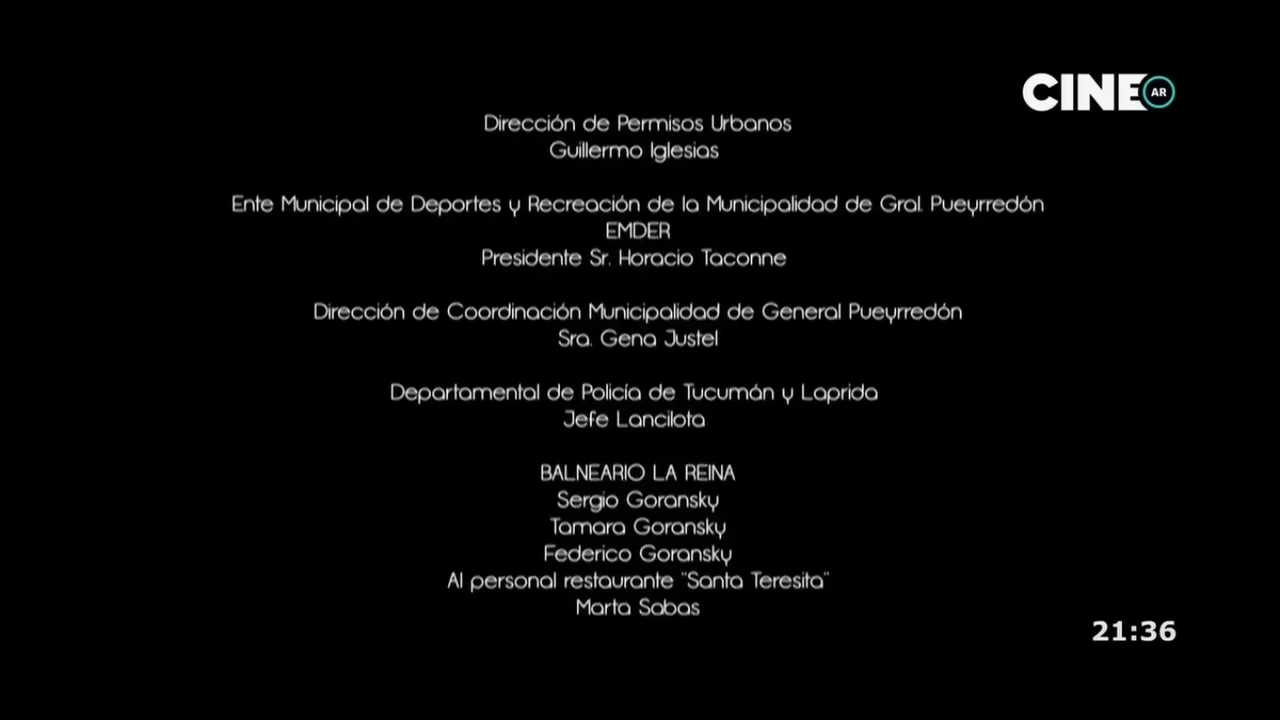 CINE AR
Dirección de Permisos Urbanos
Guillermo Iglesias
Ente Municipal de Deportes y Recreación de la Municipalidad de Gral. Pueyrredón
EMDER
Presidente Sr. Horacio Taconne
Dirección de Coordinación Municipalidad de General Pueyrredón
Sra. Gena Justel
Departamental de Policía de Tucumán y Laprida
Jefe Lancilota
BALNEARIO LA REINA
Sergio Goransky
Tamara Goransky
Federico Goransky
Al personal restaurante "Santa Teresita"
Marta Sabas
21:36